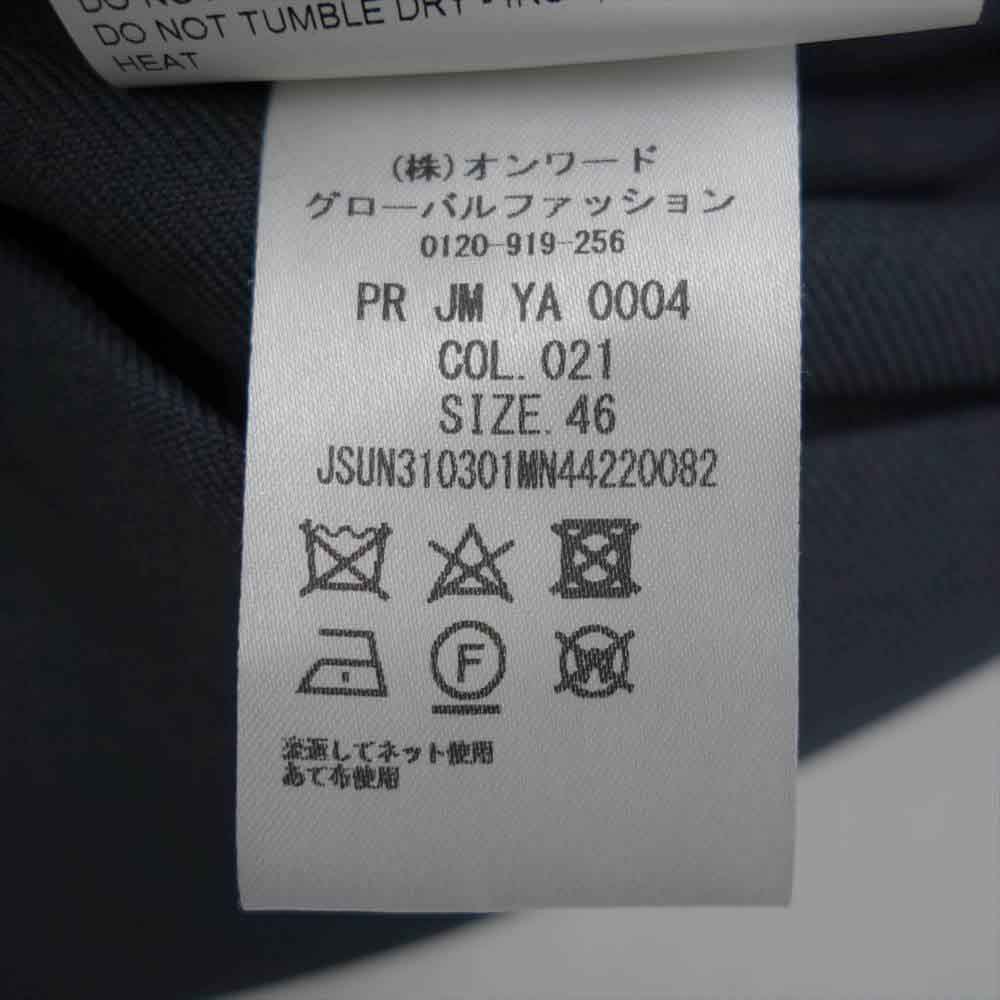 DO NOT
DO NOT TUMBLE DRY
HEAT
(株)オンワード
グローバルファッション
0120-919-256
PR JM YA 0004
COL. 021
SIZE. 46
JSUN310301MN44220082
F
W
裏返してネット使用
あて布使用